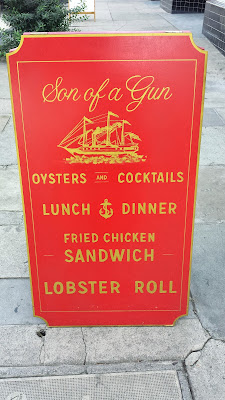 Son of a Gun
OYSTERS AND COCKTAILS
LUNCH DINNER
FRIED CHICKEN
SANDWICH
LOBSTER ROLL